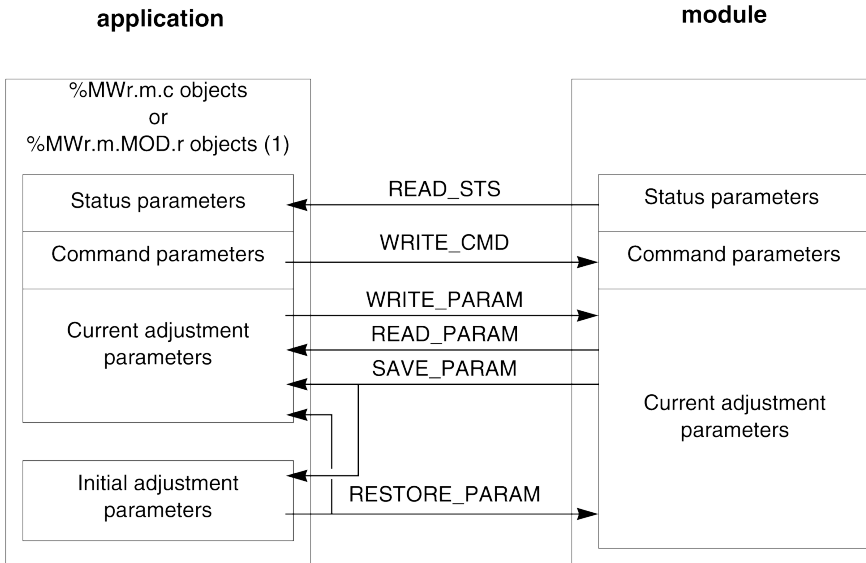 application
module
%MWr.m.c objects
or
%MWr.m.MOD.r objects (1)
Status parameters
READ_STS
Status parameters
Command parameters
WRITE_CMD
Command parameters
WRITE_PARAM
Current adjustment
parameters
READ_PARAM
SAVE_PARAM
Current adjustment
parameters
Initial adjustment
parameters
RESTORE_PARAM